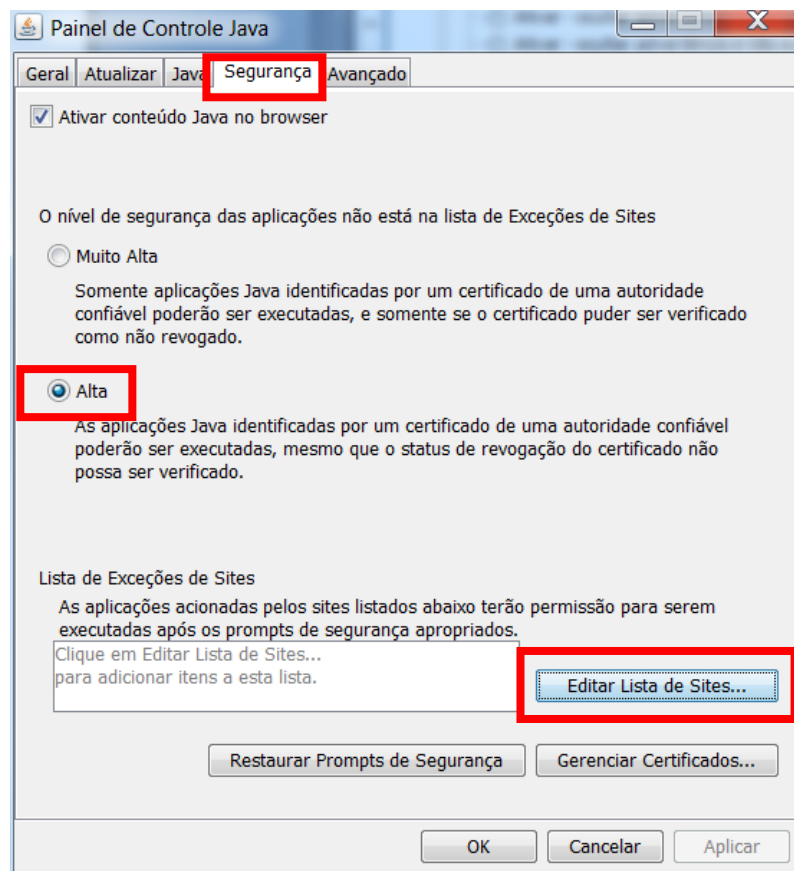 Painel de Controle Java
Geral Atualizar Java Segurança Avançado
Ativar conteúdo Java no browser
O nível de segurança das aplicações não está na lista de Exceções de Sites
Muito Alta
Somente aplicações Java identificadas por um certificado de uma autoridade
confiável poderão ser executadas, e somente se o certificado puder ser verificado
como não revogado.
Alta
As aplicações Java identificadas por um certificado de uma autoridade confiável
poderão ser executadas, mesmo que o status de revogação do certificado não
possa ser verificado.
Lista de Exceções de Sites
As aplicações acionadas pelos sites listados abaixo terão permissão para serem
executadas após os prompts de segurança apropriados.
Clique em Editar Lista de Sites...
para adicionar itens a esta lista.
Editar Lista de Sites...
Restaurar Prompts de Segurança Gerenciar Certificados...
OK Cancelar Aplicar